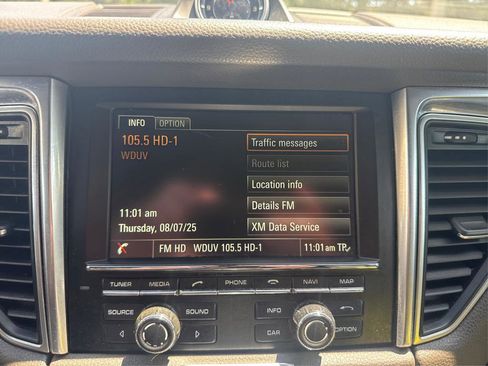 INFO OPTION
105.5 HD-1
WDUV
Traffic messages
Route list
Location info
Details FM
XM Data Service
11:01 am
Thursday, 08/07/25
FM HD WDUV 105.5 HD-1 11:01 am TP
TUNER MEDIA PHONE NAVI MAP
SOURCE SOUND INFO
CAR OPTION